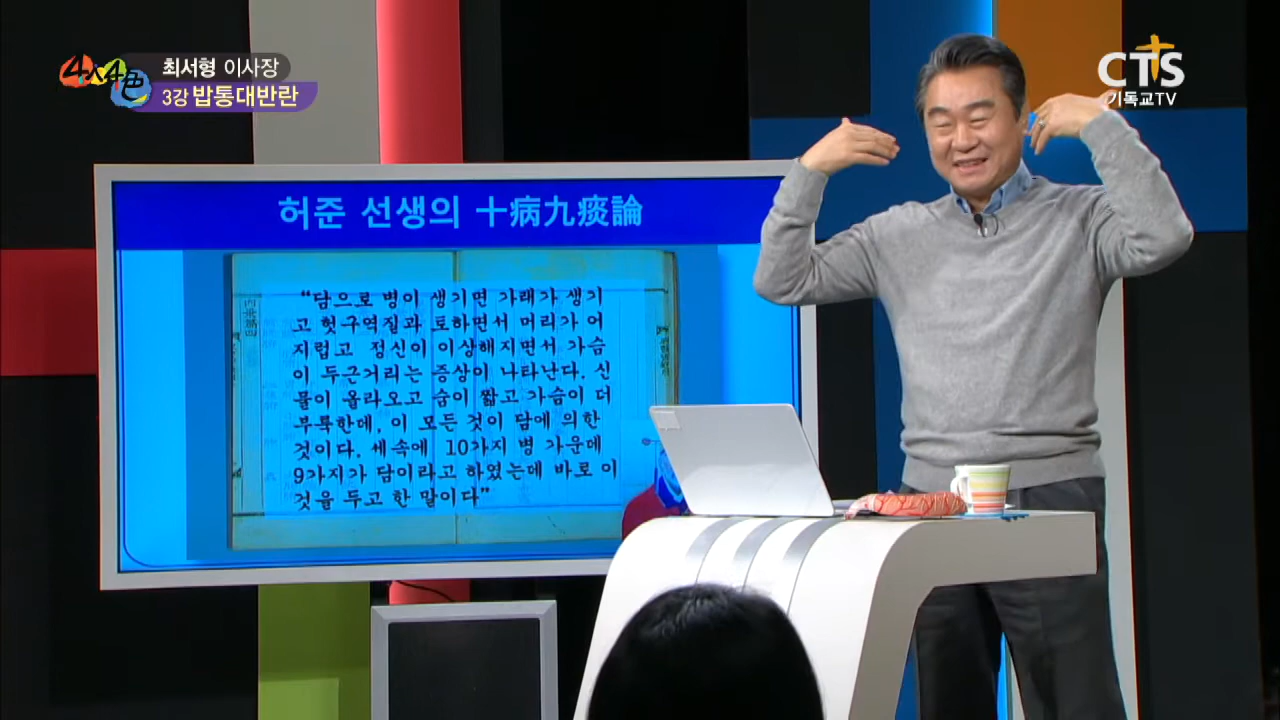 4人4色
최서형 이사장
3강 밥통대반란
CTS
기독교TV
허준 선생의 十病九痰論
“담으로 병이 생기면 가래가 생기
고 헛구역질과 토하면서 머리가 어
지럽고 정신이 이상해지면서 가슴
이 두근거리는 증상이 나타난다. 신
물이 올라오고 숨이 짧고 가슴이 더
부룩한데, 이 모든 것이 담에 의한
것이다. 세속에 10가지 병 가운데
9가지가 담이라고 하였는데 바로 이
것을 두고 한 말이다”